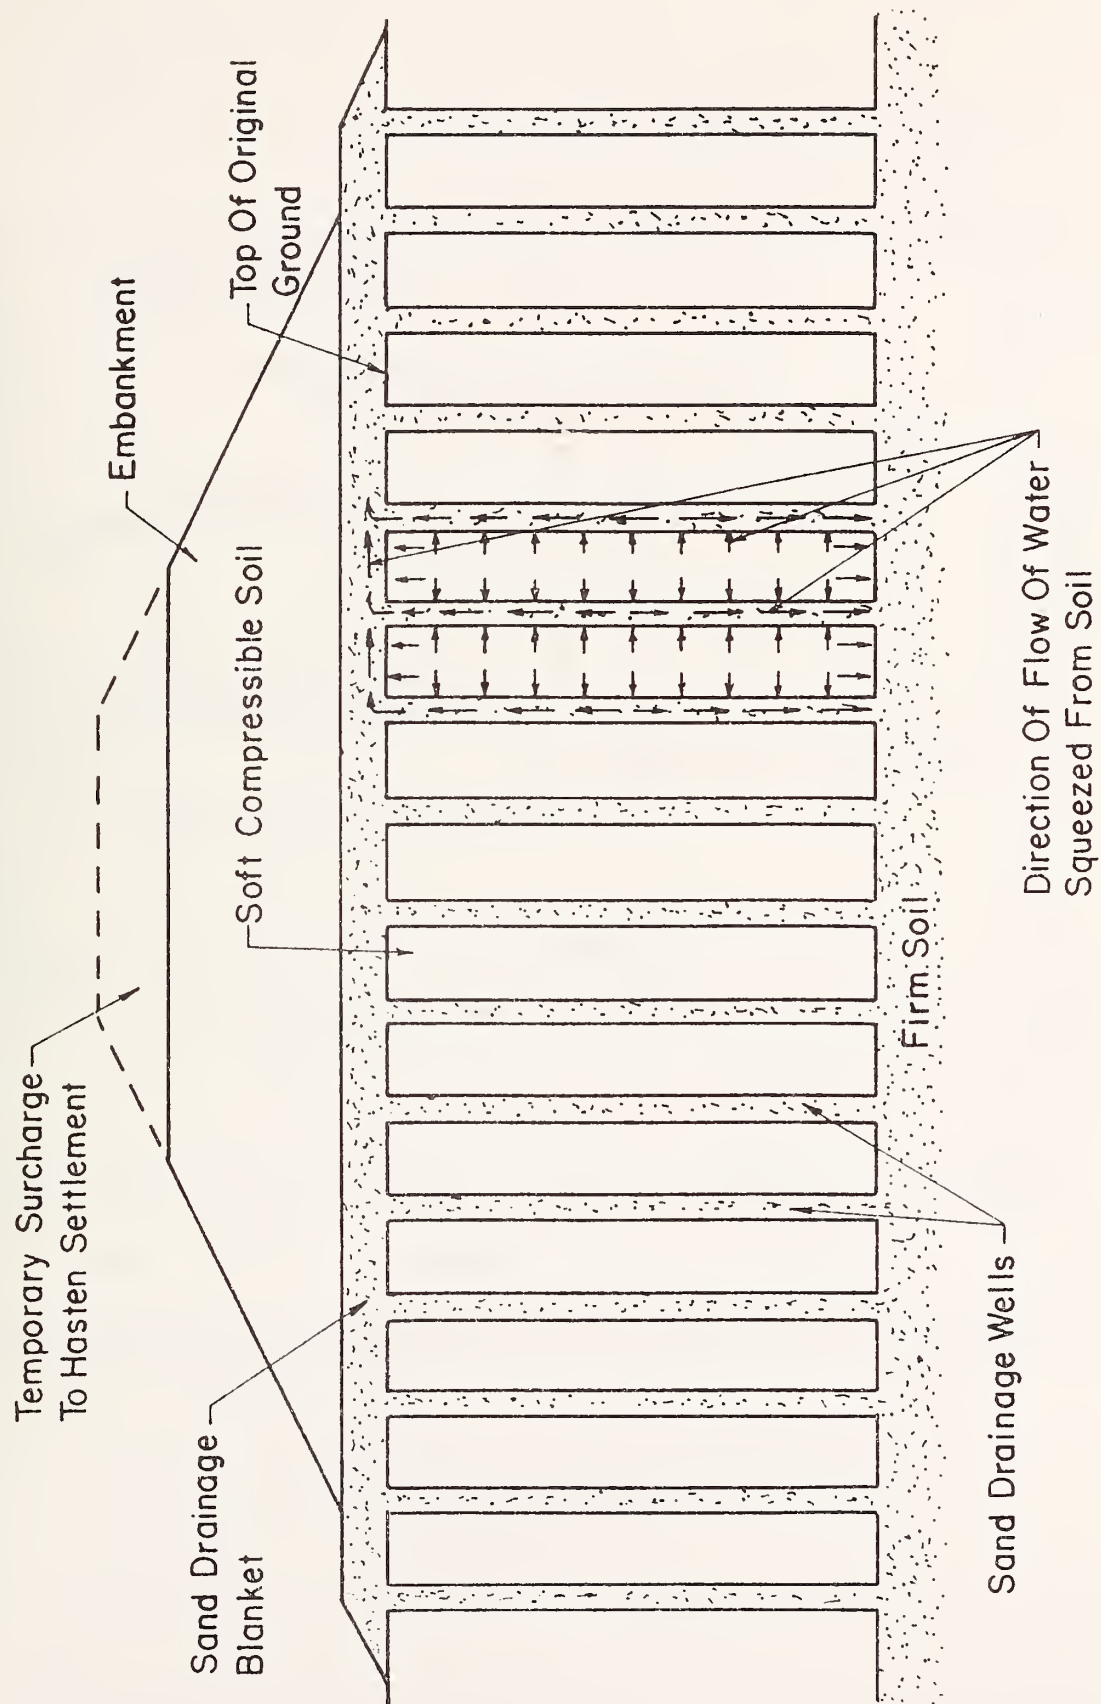 Temporary Surcharge
To Hasten Settlement
Embankment
Sand Drainage
Blanket
Soft Compressible Soil
Top Of Original
Ground
Firm Soil
Sand Drainage Wells
Direction Of Flow Of Water
Squeezed From Soil